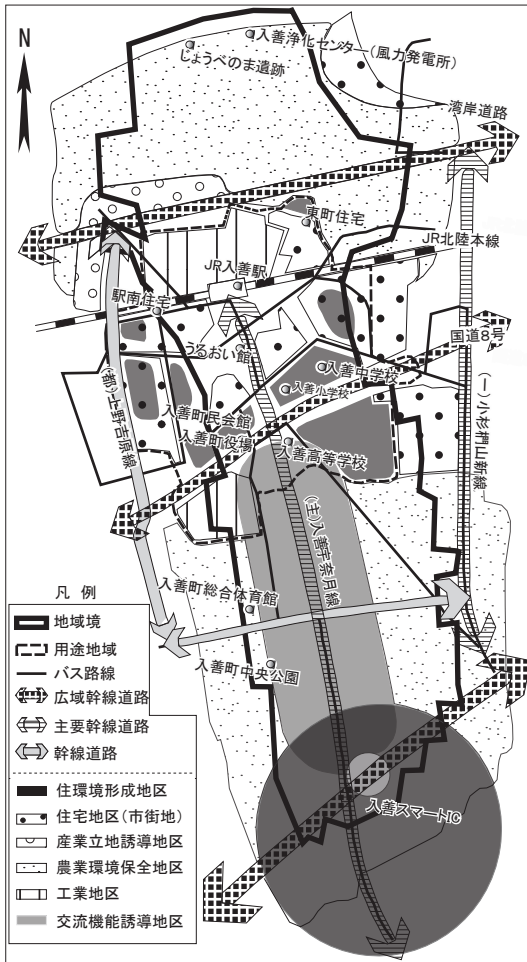 入善浄化センター(風力発電所)
N
じょうべのま遺跡
湾岸道路
東町住宅
JR北陸本線
JR入善駅
駅南住宅
国道8号
うるおい館
入善中学校
入善小学校
(都)上野吉原線
(一)小杉椚山新線
入善町民会館
入善町役場
入善高等学校
(主)入善宇奈月線
入善町総合体育館
入善町中央公園
入善スマートIC
凡 例
地域境
用途地域
バス路線
広域幹線道路
主要幹線道路
幹線道路
住環境形成地区
住宅地区(市街地)
産業立地誘導地区
農業環境保全地区
工業地区
交流機能誘導地区